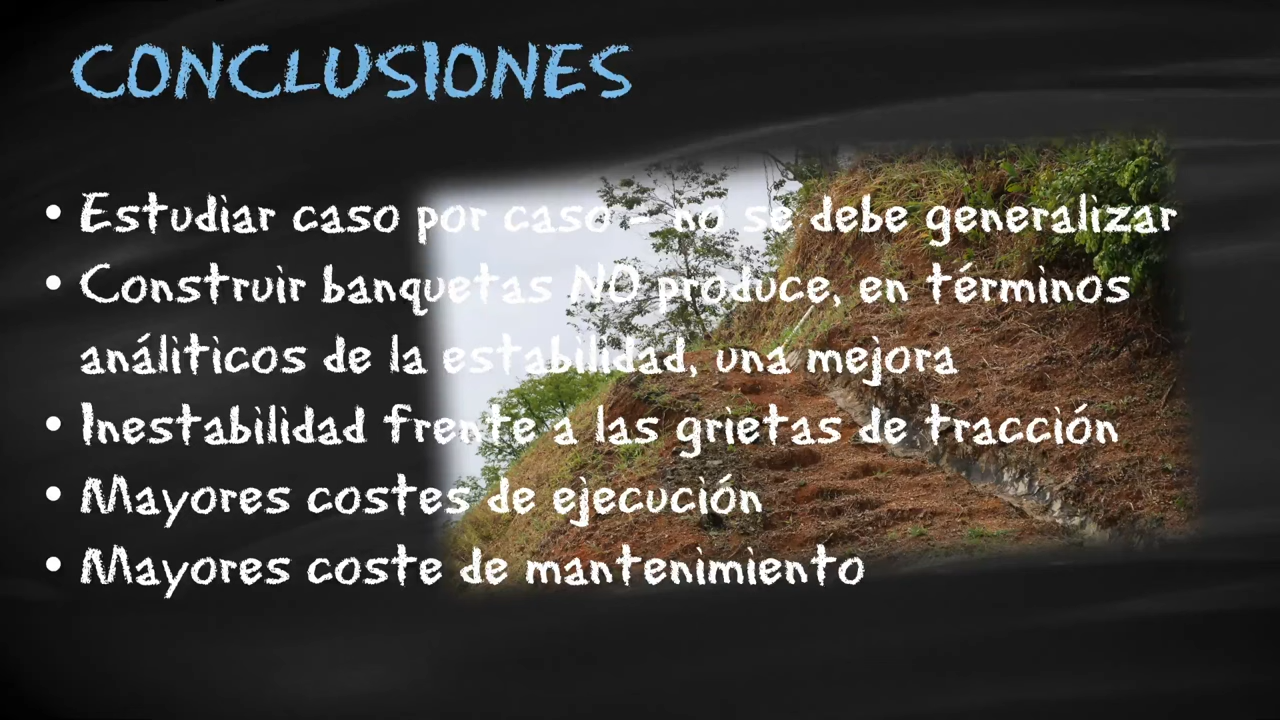 CONCLUSIONES
• Estudiar caso por caso – no se debe generalizar
• Construir banquetas NO produce, en términos
análiticos de la estabilidad, una mejora
• Inestabilidad frente a las grietas de tracción
• Mayores costes de ejecución
• Mayores coste de mantenimiento